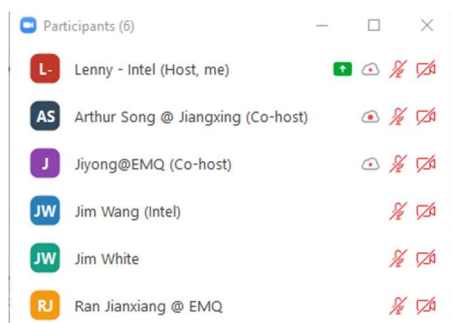 Participants (6)
L- Lenny - Intel (Host, me)
AS Arthur Song @ Jiangxing (Co-host)
J Jiyong@EMQ (Co-host)
JW Jim Wang (Intel)
JW Jim White
RJ Ran Jianxiang @ EMQ